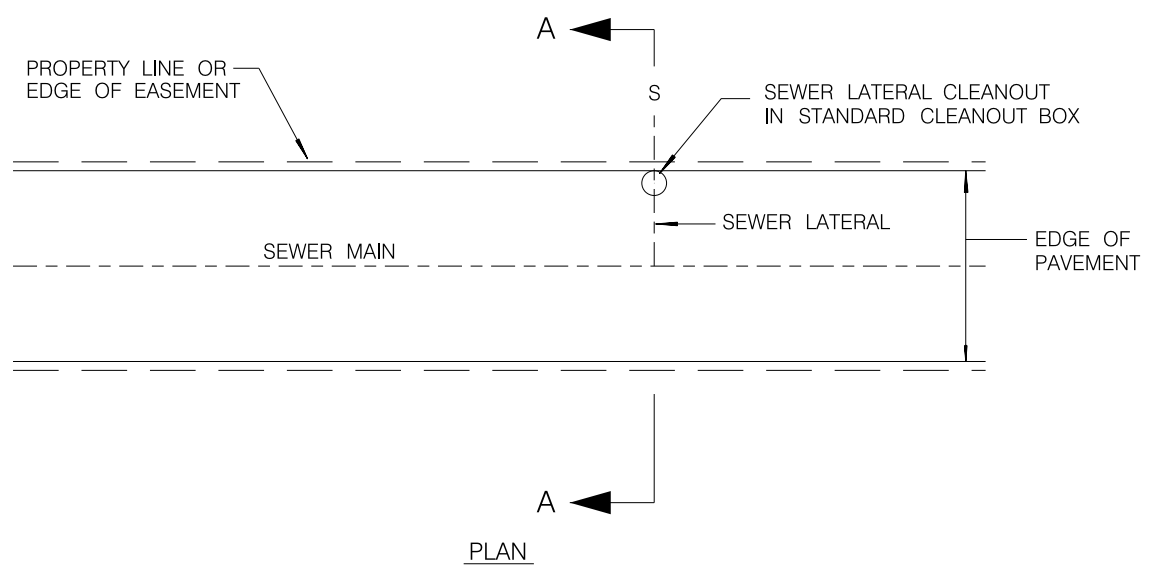 A
PROPERTY LINE OR
EDGE OF EASEMENT
S
SEWER LATERAL CLEANOUT
IN STANDARD CLEANOUT BOX
SEWER LATERAL
SEWER MAIN
EDGE OF
PAVEMENT
A
PLAN